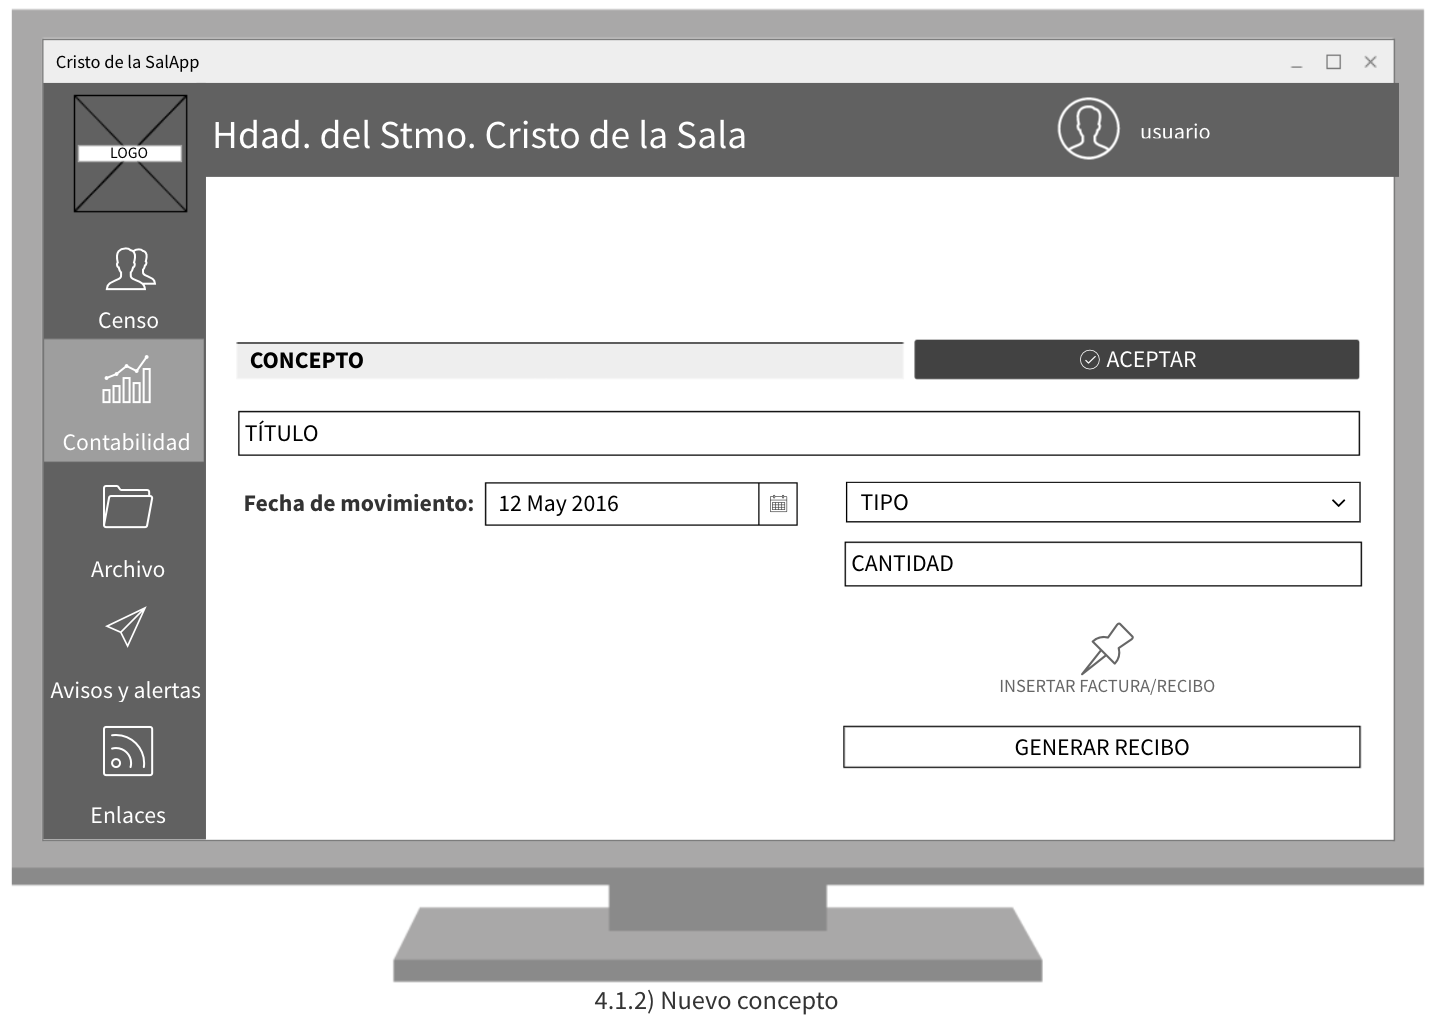 Cristo de la SalApp
LOGO
Hdad. del Stmo. Cristo de la Sala
usuario
Censo
Contabilidad
Archivo
Avisos y alertas
Enlaces
CONCEPTO
ACEPTAR
TÍTULO
Fecha de movimiento:
12 May 2016
TIPO
CANTIDAD
INSERTAR FACTURA/RECIBO
GENERAR RECIBO
4.1.2) Nuevo concepto